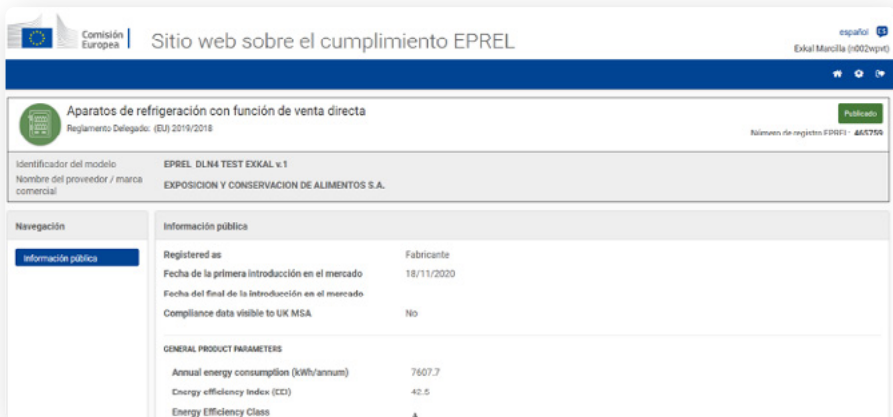 Comisión
Europea
Sitio web sobre el cumplimiento EPREL
español ES
Exkal Marcilla (n002wpvt)
Aparatos de refrigeración con función de venta directa
Reglamento Delegado: (EU) 2019/2018
Publicado
Número de registro EPREL: 465759
Identificador del modelo EPREL DLN4 TEST EXKAL v.1
Nombre del proveedor / marca
comercial
EXPOSICION Y CONSERVACION DE ALIMENTOS S.A.
Navegación
Información pública
Información pública
Registered as Fabricante
Fecha de la primera introducción en el mercado 18/11/2020
Fecha del final de la introducción en el mercado
Compliance data visible to UK MSA No
GENERAL PRODUCT PARAMETERS
Annual energy consumption (kWh/annum) 7607.7
Energy efficiency Index (EEI) 42.5
Energy Efficiency Class